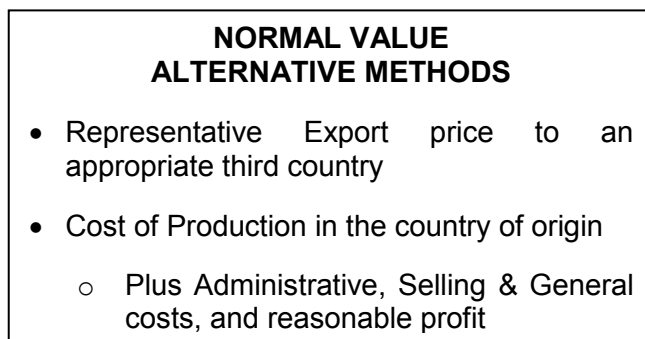 NORMAL VALUE
ALTERNATIVE METHODS
• Representative Export price to an
appropriate third country
• Cost of Production in the country of origin
o Plus Administrative, Selling & General
costs, and reasonable profit